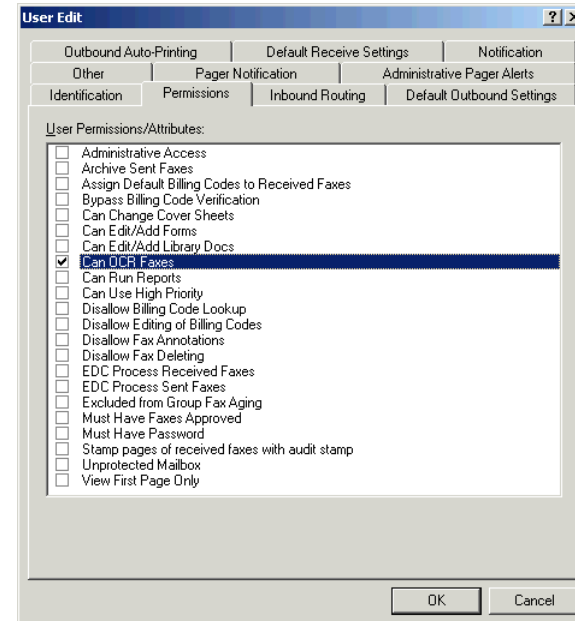 User Edit
Outbound Auto-Printing Default Receive Settings Notification
Other Pager Notification Administrative Pager Alerts
Identification Permissions Inbound Routing Default Outbound Settings
User Permissions/Attributes:
Administrative Access
Archive Sent Faxes
Assign Default Billing Codes to Received Faxes
Bypass Billing Code Verification
Can Change Cover Sheets
Can Edit/Add Forms
Can Edit/Add Library Docs
Can OCR Faxes
Can Run Reports
Can Use High Priority
Disallow Billing Code Lookup
Disallow Editing of Billing Codes
Disallow Fax Annotations
Disallow Fax Deleting
EDC Process Received Faxes
EDC Process Sent Faxes
Excluded from Group Fax Aging
Must Have Faxes Approved
Must Have Password
Stamp pages of received faxes with audit stamp
Unprotected Mailbox
View First Page Only
OK Cancel